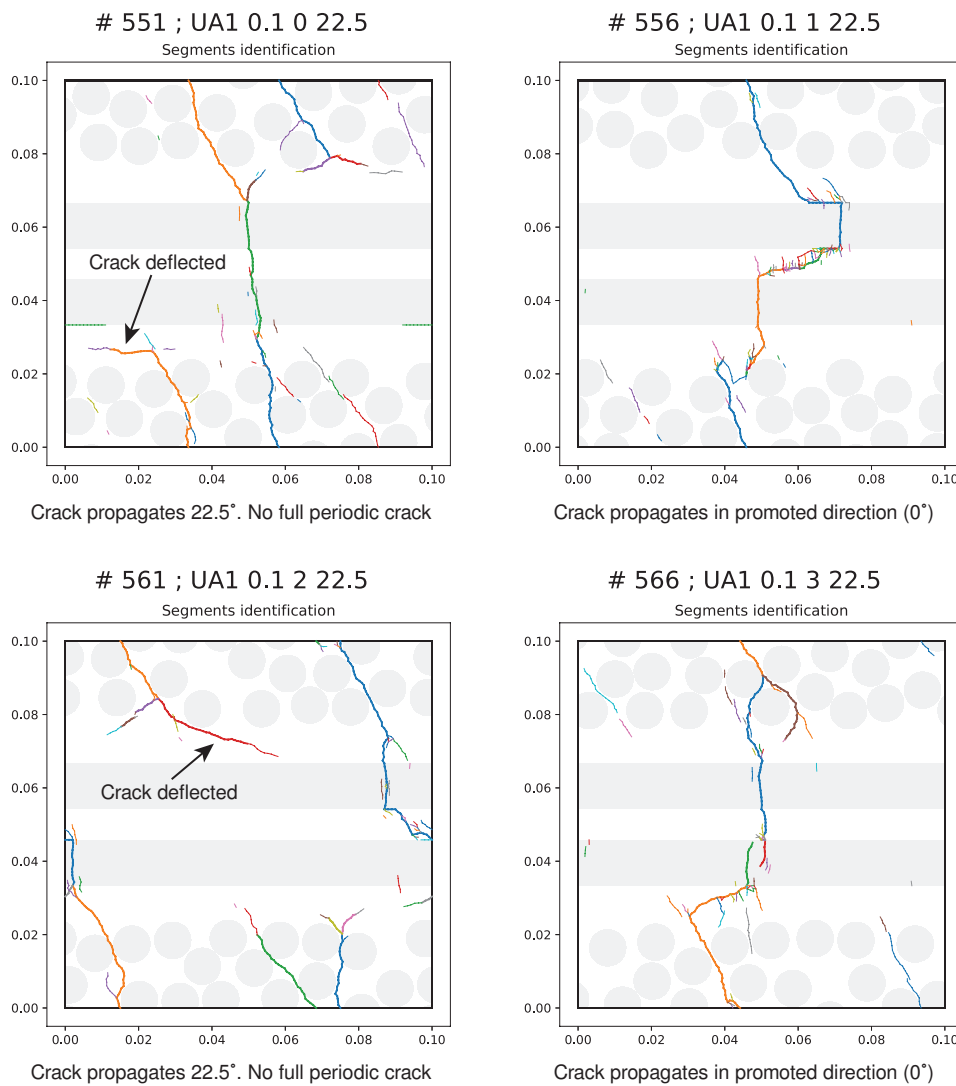 # 551 ; UA1 0.1 0 22.5
Segments identification
0.10
0.08
0.06
0.04
0.02
0.00
Crack deflected
0.00 0.02 0.04 0.06 0.08 0.10
Crack propagates 22.5˚. No full periodic crack
# 556 ; UA1 0.1 1 22.5
Segments identification
0.10
0.08
0.06
0.04
0.02
0.00
0.00 0.02 0.04 0.06 0.08 0.10
Crack propagates in promoted direction (0˚)
# 561 ; UA1 0.1 2 22.5
Segments identification
0.10
0.08
0.06
0.04
0.02
0.00
Crack deflected
0.00 0.02 0.04 0.06 0.08 0.10
Crack propagates 22.5˚. No full periodic crack
# 566 ; UA1 0.1 3 22.5
Segments identification
0.10
0.08
0.06
0.04
0.02
0.00
0.00 0.02 0.04 0.06 0.08 0.10
Crack propagates in promoted direction (0˚)